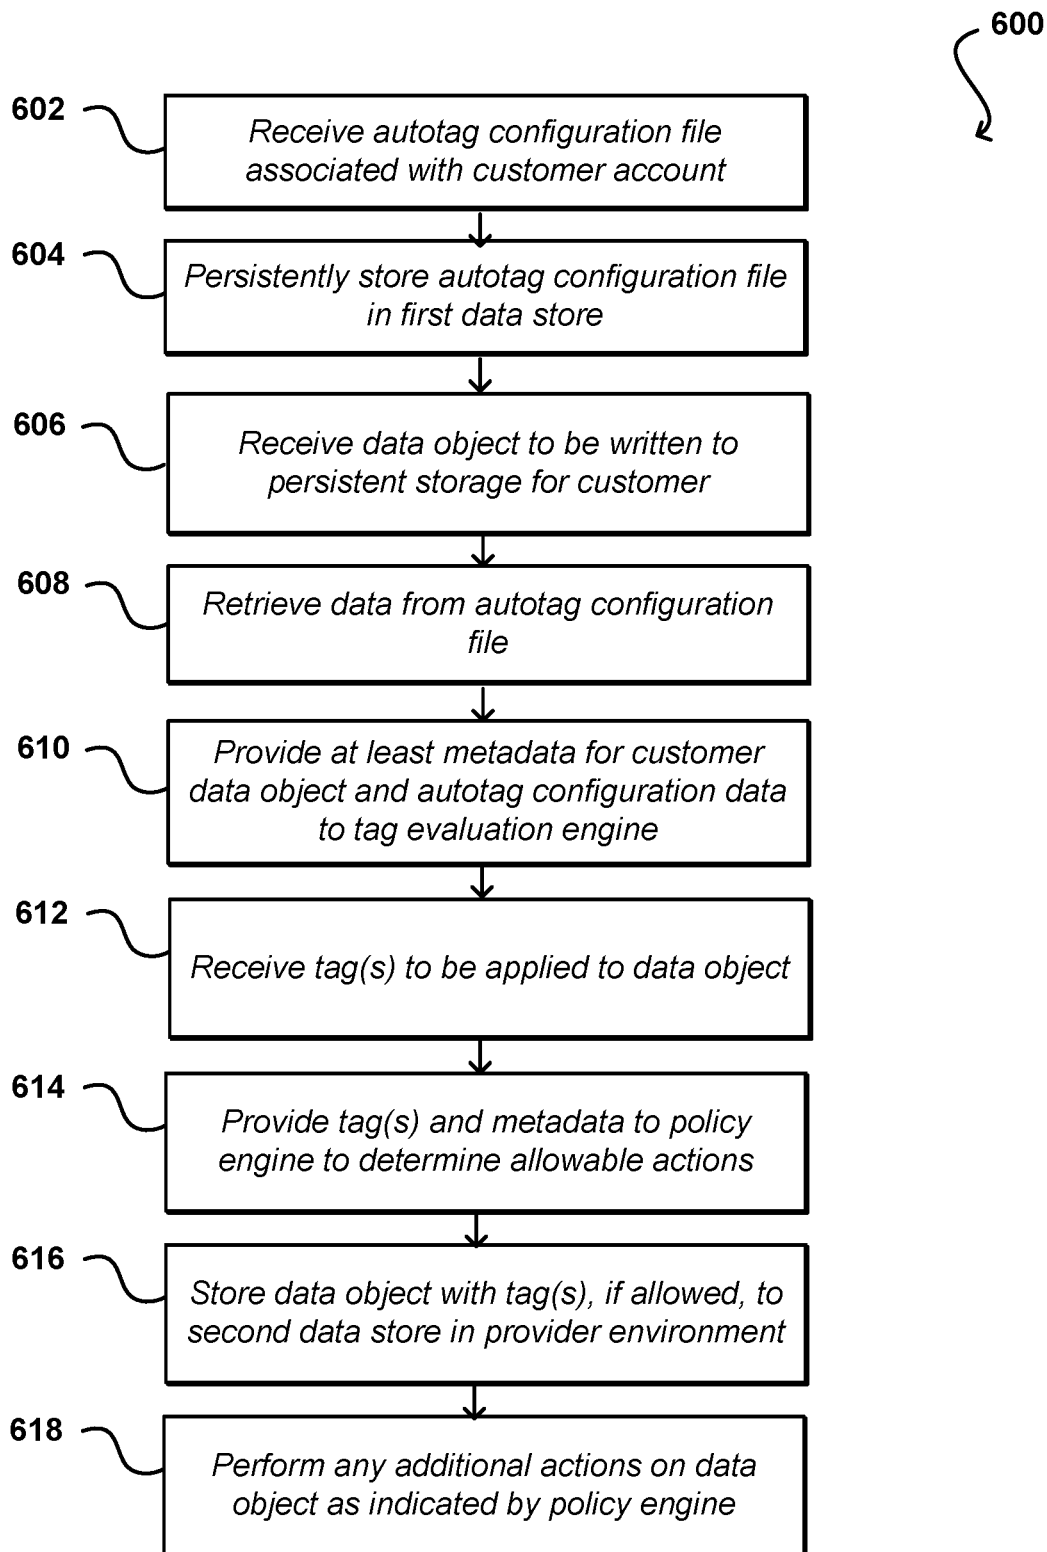 600
602
Receive autotag configuration file
associated with customer account
604
Persistently store autotag configuration file
in first data store
606
Receive data object to be written to
persistent storage for customer
608
Retrieve data from autotag configuration
file
610
Provide at least metadata for customer
data object and autotag configuration data
to tag evaluation engine
612
Receive tag(s) to be applied to data object
614
Provide tag(s) and metadata to policy
engine to determine allowable actions
616
Store data object with tag(s), if allowed, to
second data store in provider environment
618
Perform any additional actions on data
object as indicated by policy engine